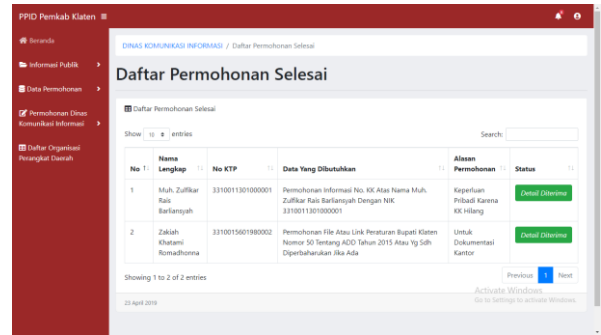 PPID Pemkab Klaten
Beranda
DINAS KOMUNIKASI INFORMASI / Daftar Permohonan Selesai
Informasi Publik
Data Permohonan
Permohonan Dinas
Komunikasi Informasi
Daftar Organisasi
Perangkat Daerah
Daftar Permohonan Selesai
Daftar Permohonan Selesai
Show 10 entries
Search:
No
Nama
Lengkap
No KTP
Data Yang Dibutuhkan
Alasan
Permohonan
Status
1
Muh. Zulfikar
Rais
Barliansyah
3310011301000001
Permohonan Informasi No. KK Atas Nama Muh.
Zulfikar Rais Barliansyah Dengan NIK
3310011301000001
Keperluan
Pribadi Karena
KK Hilang
Detail Diterima
2
Zakiah
Khatami
Romadhonna
3310015601980002
Permohonan File Atau Link Peraturan Bupati Klaten
Nomor 50 Tentang ADD Tahun 2015 Atau Yg Sdh
Diperbaharukan Jika Ada
Untuk
Dokumentasi
Kantor
Detail Diterima
Showing 1 to 2 of 2 entries
Previous 1 Next
23 April 2019
Activate Windows
Go to Settings to activate Windows.